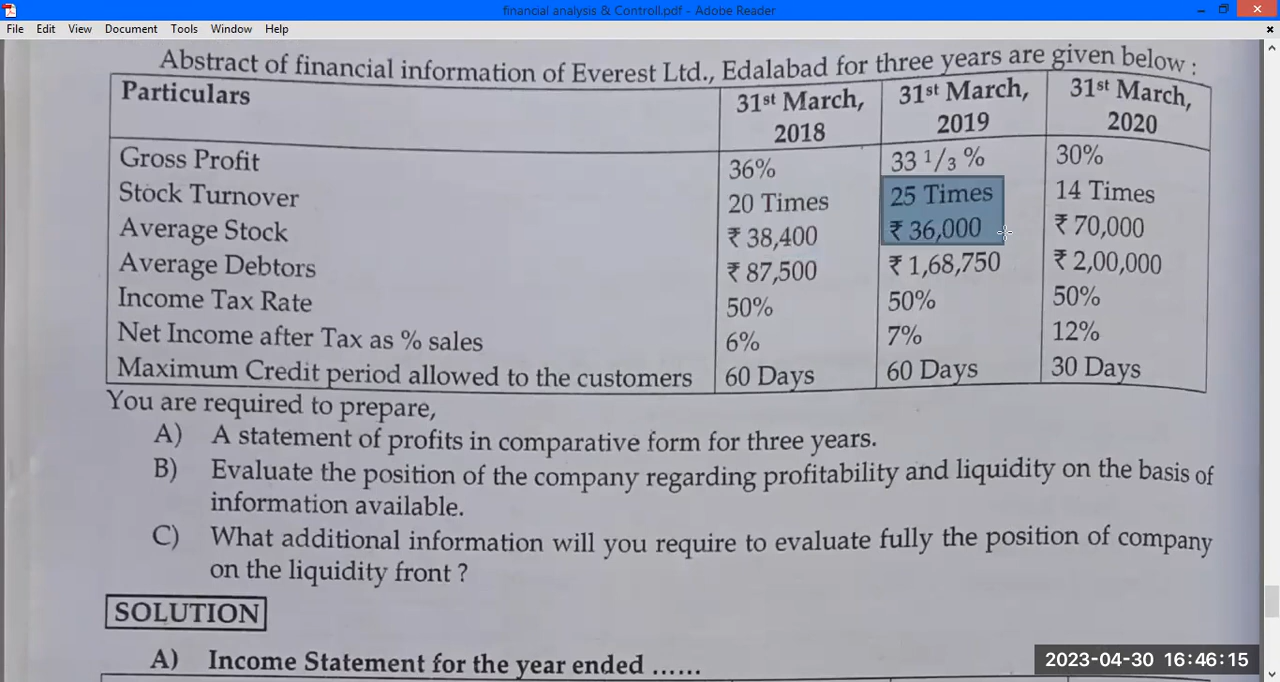 financial analysis & Controll.pdf - Adobe Reader
File Edit View Document Tools Window Help
Abstract of financial information of Everest Ltd., Edalabad for three years are given below :
Particulars 31st March, 2018 31st March, 2019 31st March, 2020
Gross Profit 36% 33 1/3 % 30%
Stock Turnover 20 Times 25 Times 14 Times
Average Stock ₹ 38,400 ₹ 36,000 ₹ 70,000
Average Debtors ₹ 87,500 ₹ 1,68,750 ₹ 2,00,000
Income Tax Rate 50% 50% 50%
Net Income after Tax as % sales 6% 7% 12%
Maximum Credit period allowed to the customers 60 Days 60 Days 30 Days
You are required to prepare,
A) A statement of profits in comparative form for three years.
B) Evaluate the position of the company regarding profitability and liquidity on the basis of
information available.
C) What additional information will you require to evaluate fully the position of company
on the liquidity front ?
SOLUTION
A) Income Statement for the year ended ......
2023-04-30 16:46:15